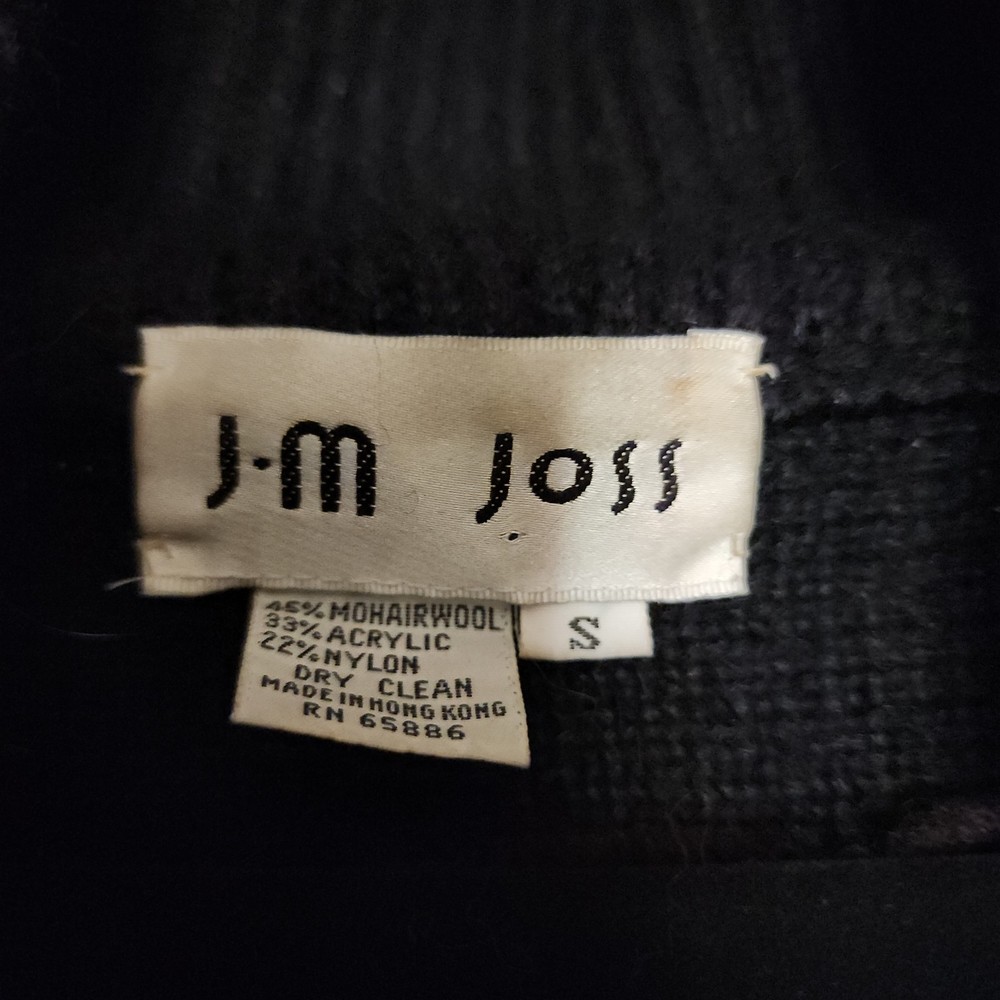 J·M JOSS
45% MOHAIRWOOL
33% ACRYLIC
22% NYLON
DRY CLEAN
MADE IN HONG KONG
RN 65886
S